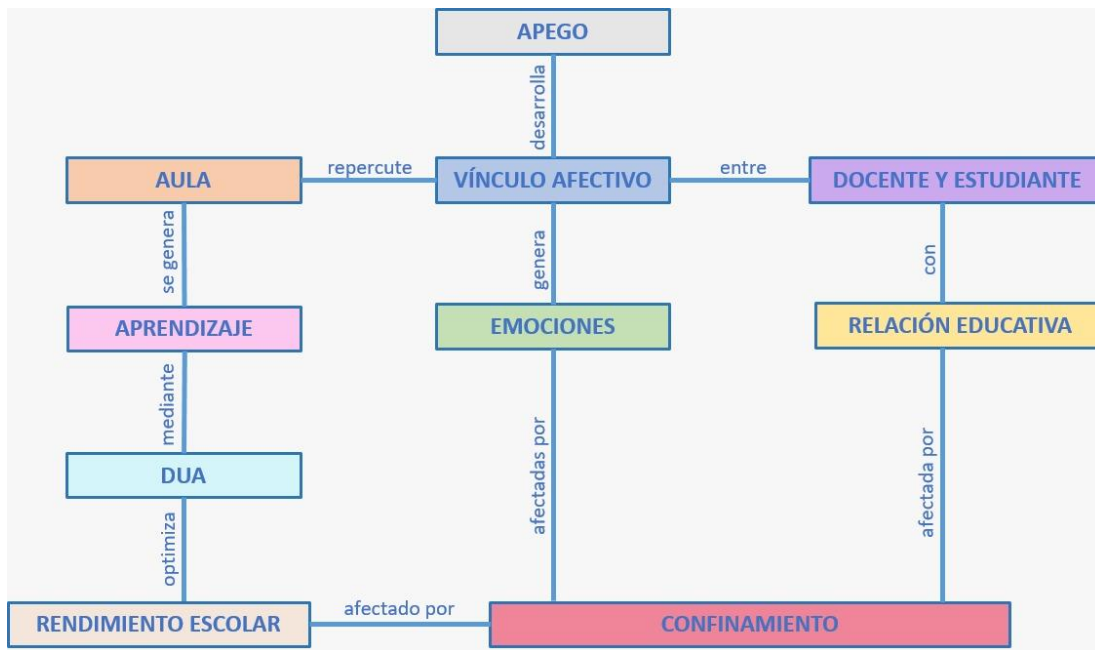 APEGO
desarrolla
AULA
repercute
VÍNCULO AFECTIVO
entre
DOCENTE Y ESTUDIANTE
se genera
genera
con
APRENDIZAJE
EMOCIONES
RELACIÓN EDUCATIVA
mediante
DUA
afectadas por
afectada por
optimiza
RENDIMIENTO ESCOLAR
afectado por
CONFINAMIENTO